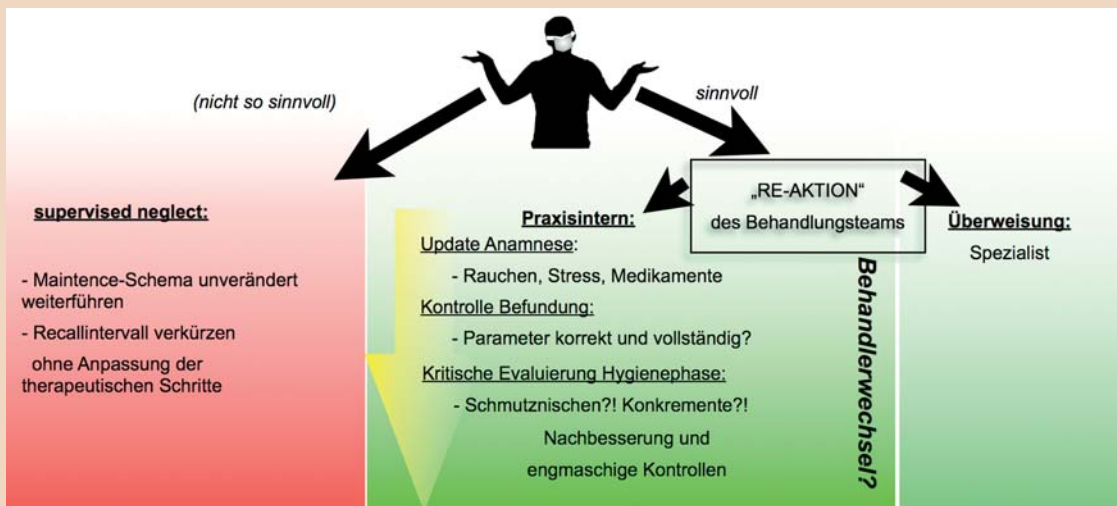 (nicht so sinnvoll)
sinnvoll
supervised neglect:
- Maintence-Schema unverändert
weiterführen
- Recallintervall verkürzen
ohne Anpassung der
therapeutischen Schritte
„RE-AKTION“
des Behandlungsteams
Praxisintern:
Update Anamnese:
- Rauchen, Stress, Medikamente
Kontrolle Befundung:
- Parameter korrekt und vollständig?
Kritische Evaluierung Hygienephase:
- Schmutznischen?! Konkremente?!
Nachbesserung und
engmaschige Kontrollen
Behandlerwechsel?
Überweisung:
Spezialist